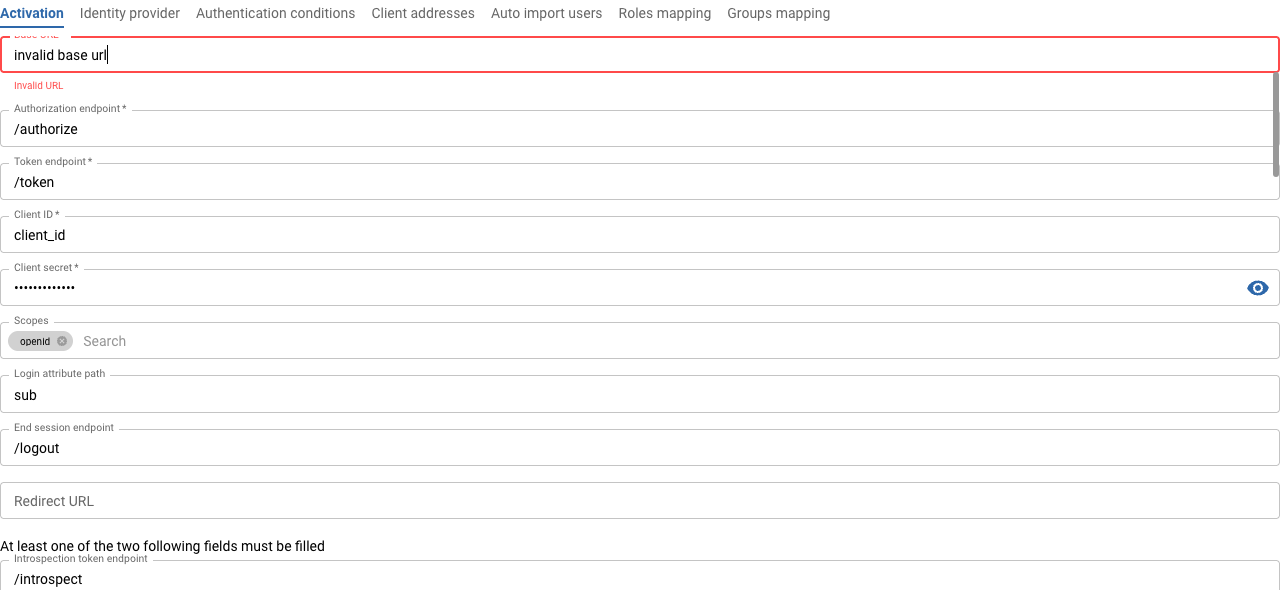 Activation Identity provider Authentication conditions Client addresses Auto import users Roles mapping Groups mapping
Base URL *
invalid base url
Invalid URL
Authorization endpoint *
/authorize
Token endpoint *
/token
Client ID *
client_id
Client secret *
•••••••••••••
Scopes
openid Search
Login attribute path
sub
End session endpoint
/logout
Redirect URL
At least one of the two following fields must be filled
Introspection token endpoint
/introspect